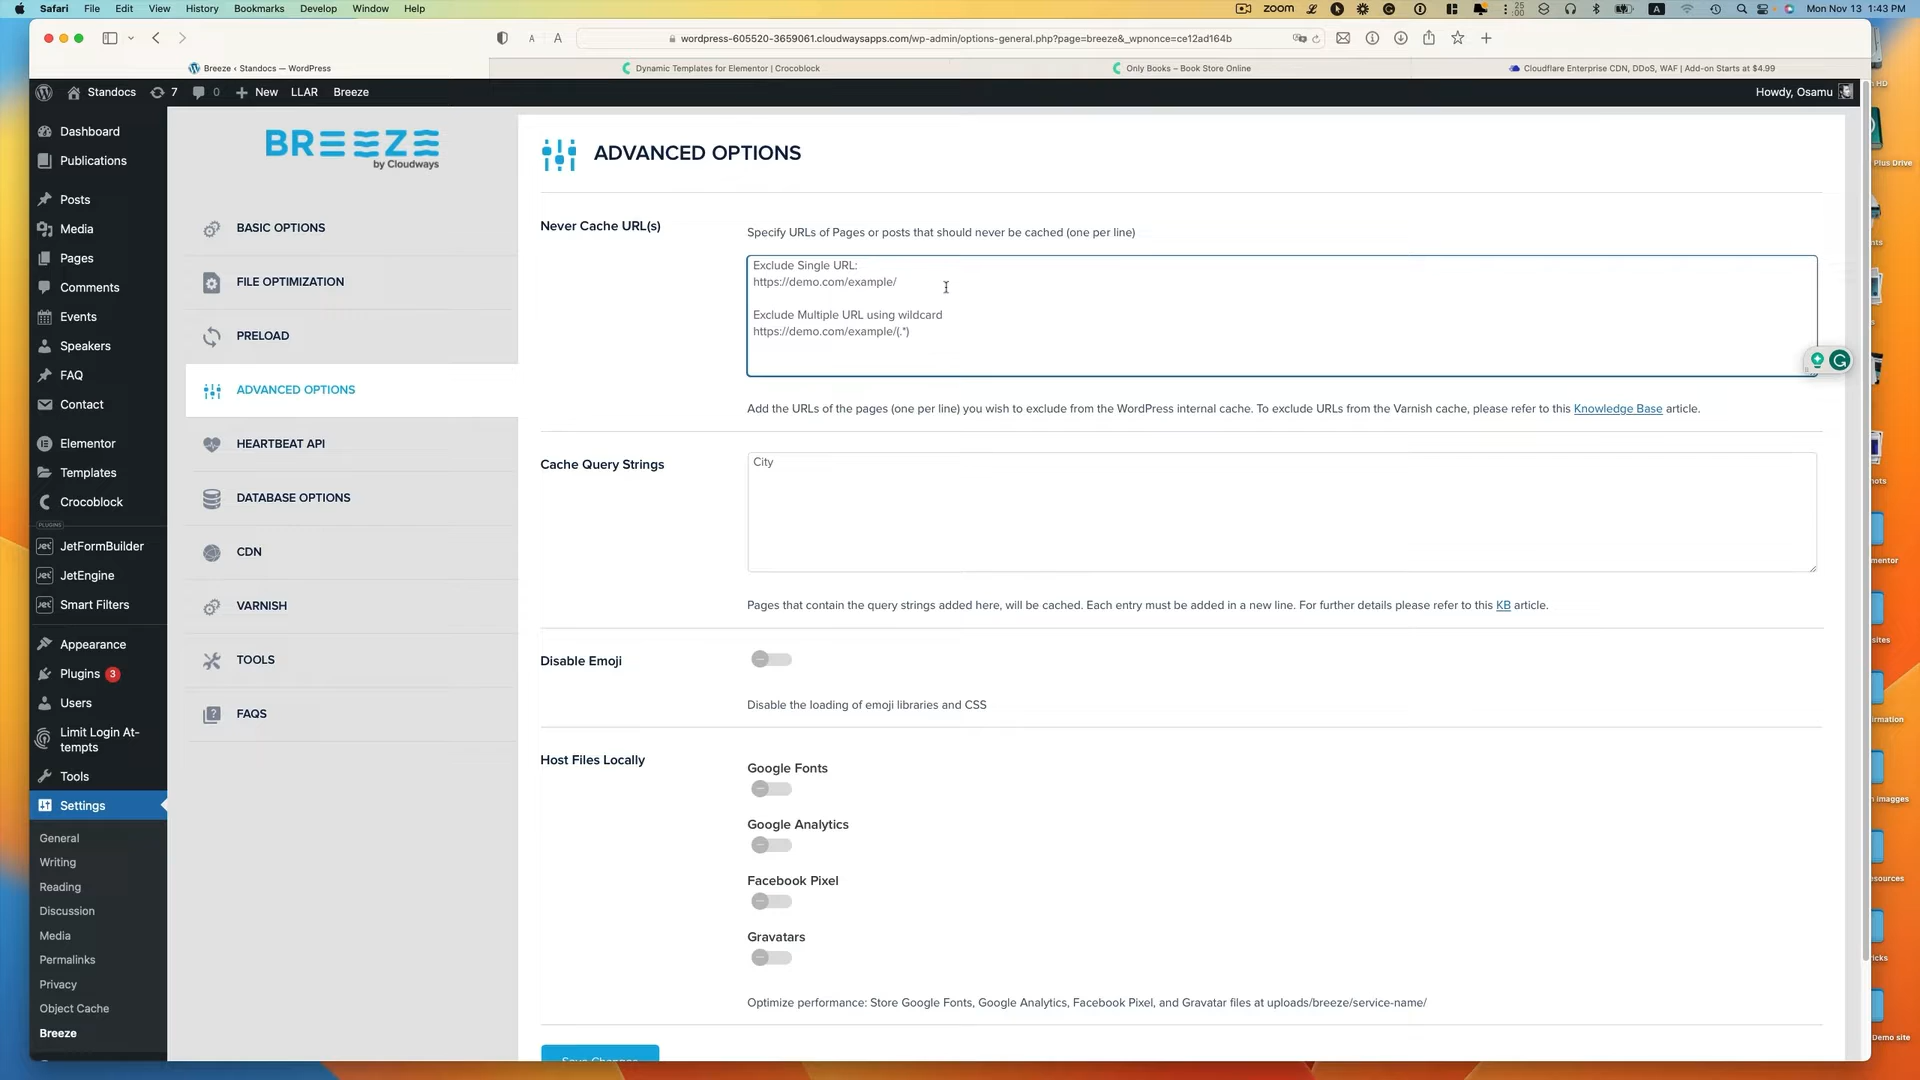 Safari File Edit View History Bookmarks Develop Window Help
zoom
25
:00
A
Mon Nov 13 1:43 PM
A A
wordpress-605520-3659061.cloudwaysapps.com/wp-admin/options-general.php?page=breeze&_wpnonce=ce12ad164b
Breeze ‹ Standocs — WordPress
Dynamic Templates for Elementor | Crocoblock
Only Books – Book Store Online
Cloudflare Enterprise CDN, DDoS, WAF | Add-on Starts at $4.99
Standocs 7 0 + New LLAR Breeze
Howdy, Osamu
Dashboard
Publications
Posts
Media
Pages
Comments
Events
Speakers
FAQ
Contact
Elementor
Templates
Crocoblock
PLUGINS
JetFormBuilder
JetEngine
Smart Filters
Appearance
Plugins 3
Users
Limit Login At-
tempts
Tools
Settings
General
Writing
Reading
Discussion
Media
Permalinks
Privacy
Object Cache
Breeze
BREEZE
by Cloudways
BASIC OPTIONS
FILE OPTIMIZATION
PRELOAD
ADVANCED OPTIONS
HEARTBEAT API
DATABASE OPTIONS
CDN
VARNISH
TOOLS
FAQS
ADVANCED OPTIONS
Never Cache URL(s)
Specify URLs of Pages or posts that should never be cached (one per line)
Exclude Single URL:
https://demo.com/example/
Exclude Multiple URL using wildcard
https://demo.com/example/(.*)
Add the URLs of the pages (one per line) you wish to exclude from the WordPress internal cache. To exclude URLs from the Varnish cache, please refer to this Knowledge Base article.
Cache Query Strings
City
Pages that contain the query strings added here, will be cached. Each entry must be added in a new line. For further details please refer to this KB article.
Disable Emoji
Disable the loading of emoji libraries and CSS
Host Files Locally
Google Fonts
Google Analytics
Facebook Pixel
Gravatars
Optimize performance: Store Google Fonts, Google Analytics, Facebook Pixel, and Gravatar files at uploads/breeze/service-name/
Save Changes
HD
Plus Drive
Demo site